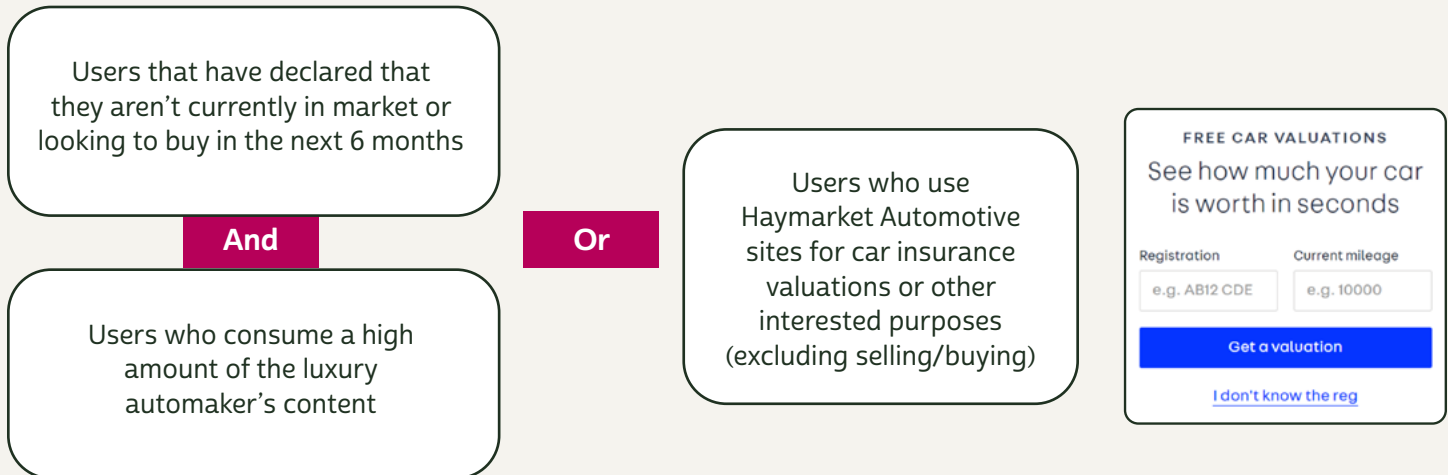 Users that have declared that
they aren’t currently in market or
looking to buy in the next 6 months
And
Users who consume a high
amount of the luxury
automaker’s content
Or
Users who use
Haymarket Automotive
sites for car insurance
valuations or other
interested purposes
(excluding selling/buying)
FREE CAR VALUATIONS
See how much your car
is worth in seconds
Registration
Current mileage
e.g. AB12 CDE
e.g. 10000
Get a valuation
I don't know the reg